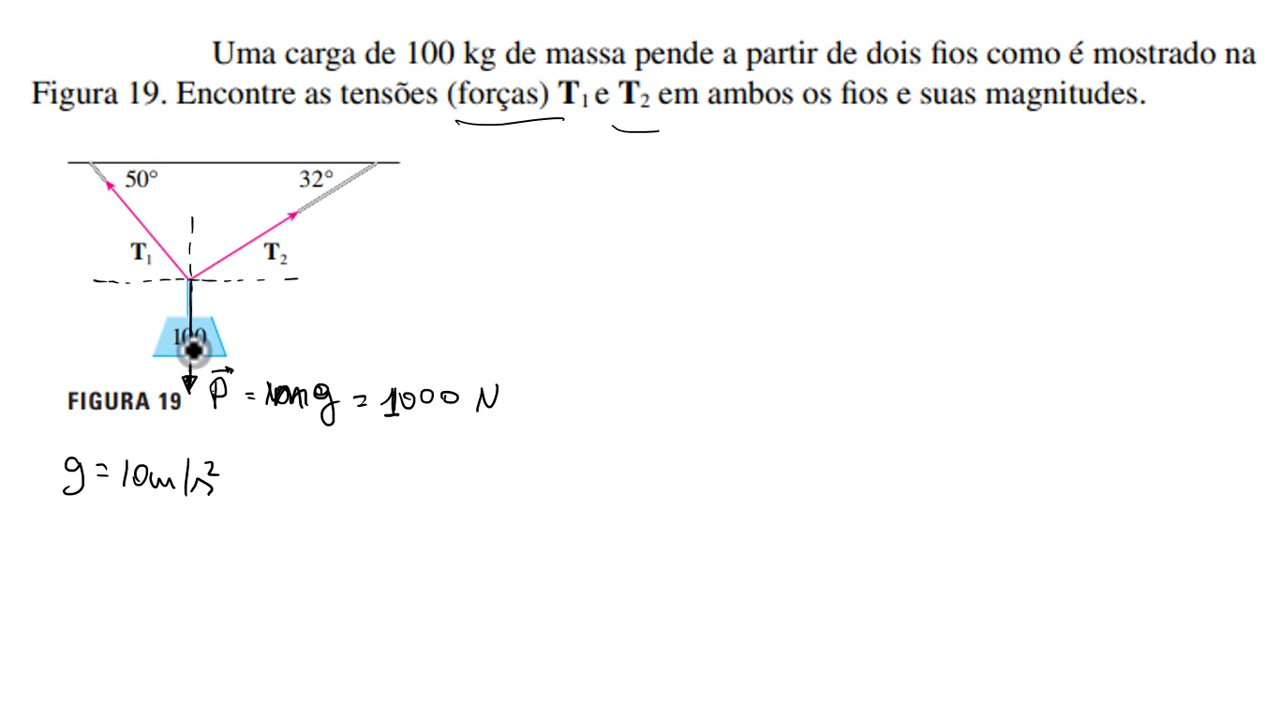 Uma carga de 100 kg de massa pende a partir de dois fios como é mostrado na
Figura 19. Encontre as tensões (forças) T₁ e T₂ em ambos os fios e suas magnitudes.
50° 32°
T₁ T₂
100
FIGURA 19 P⃗ = mg = 1000 N
g = 10m/s²